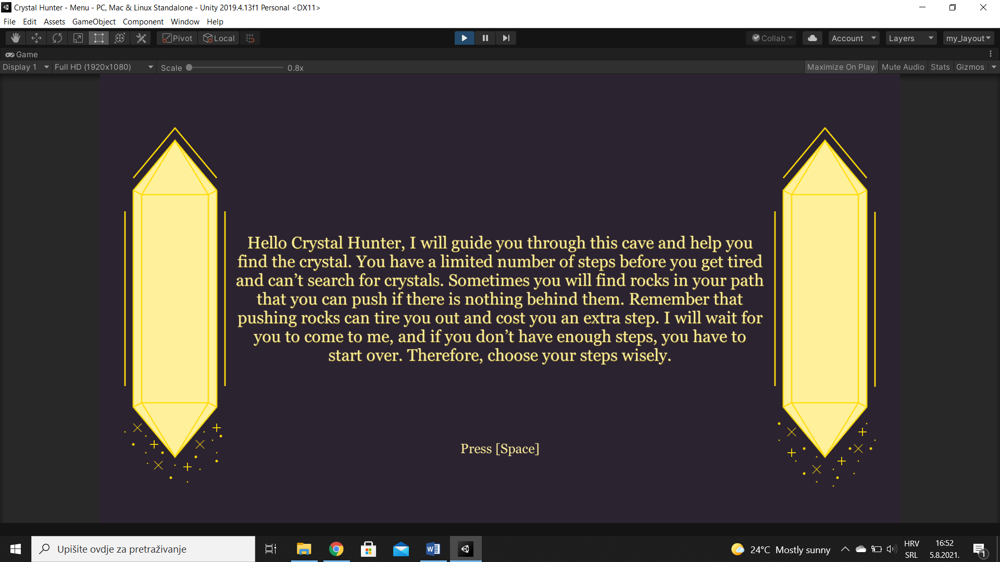 Crystal Hunter - Menu - PC, Mac & Linux Standalone - Unity 2019.4.13f1 Personal <DX11>
File Edit Assets GameObject Component Window Help
Pivot Local Collab Account Layers my_layout
Game
Display 1 Full HD (1920x1080) Scale 0.8x Maximize On Play Mute Audio Stats Gizmos
Hello Crystal Hunter, I will guide you through this cave and help you
find the crystal. You have a limited number of steps before you get tired
and can’t search for crystals. Sometimes you will find rocks in your path
that you can push if there is nothing behind them. Remember that
pushing rocks can tire you out and cost you an extra step. I will wait for
you to come to me, and if you don’t have enough steps, you have to
start over. Therefore, choose your steps wisely.
Press [Space]
Upišite ovdje za pretraživanje
24°C Mostly sunny
HRV
SRL
16:52
5.8.2021.
1